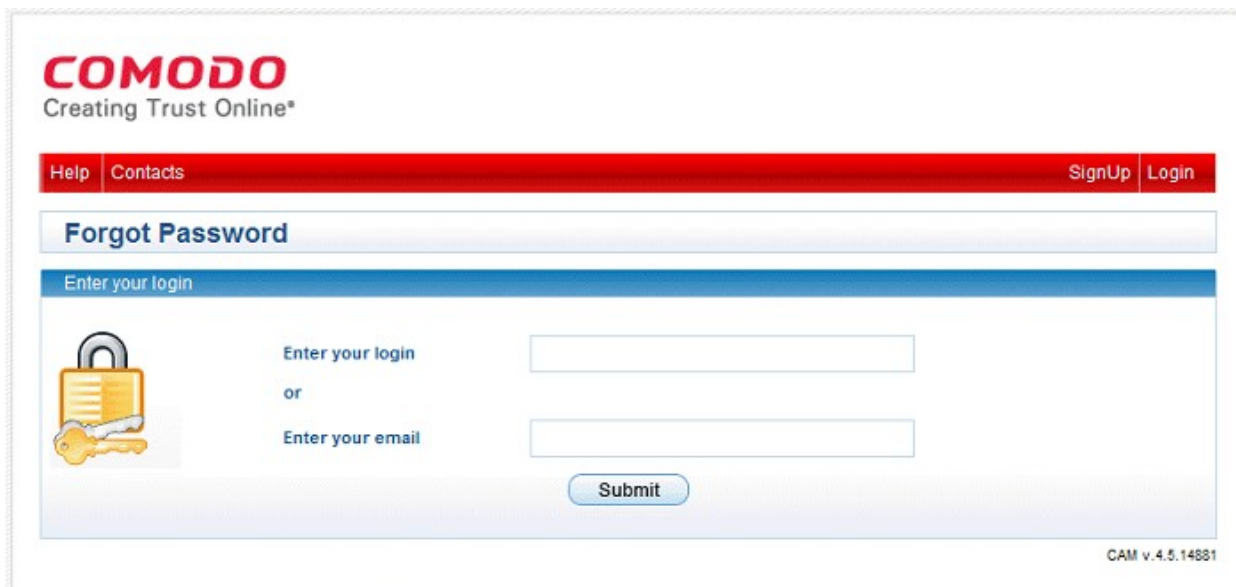 COMODO
Creating Trust Online®
Help Contacts SignUp Login
Forgot Password
Enter your login
Enter your login
or
Enter your email
Submit
CAM v.4.5.14881